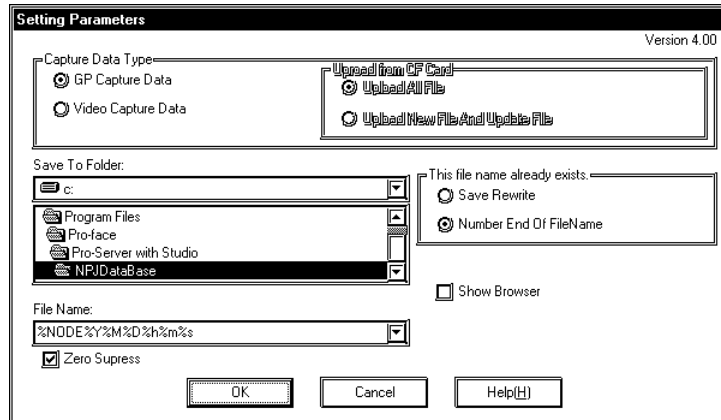 Setting Parameters
Version 4.00
Capture Data Type
GP Capture Data
Video Capture Data
Upread from CF Card
Upload All File
Upload New File And Update File
Save To Folder:
c:
Program Files
Pro-face
Pro-Server with Studio
NPJDataBase
This file name already exists.
Save Rewrite
Number End Of FileName
Show Browser
File Name:
%NODE%Y%M%D%h%m%s
Zero Supress
OK
Cancel
Help(H)